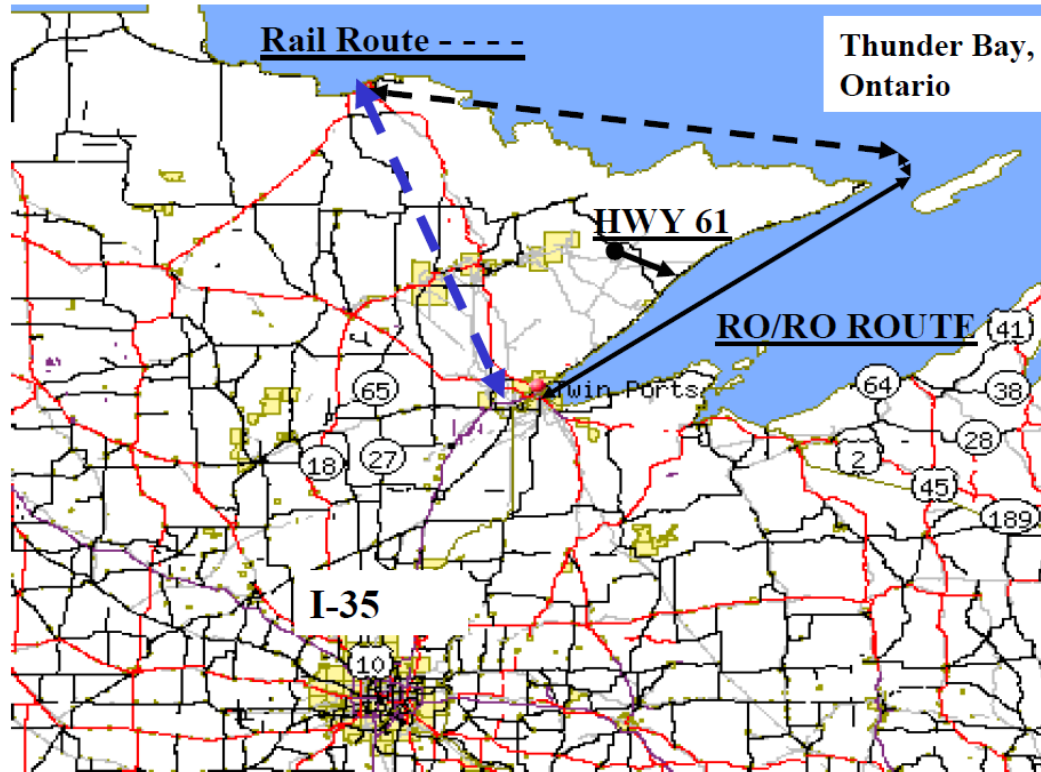 Rail Route - - - -
Thunder Bay,
Ontario
HWY 61
RO/RO ROUTE
41
Twin Ports
65
64
38
18
27
2
28
45
189
I-35
10